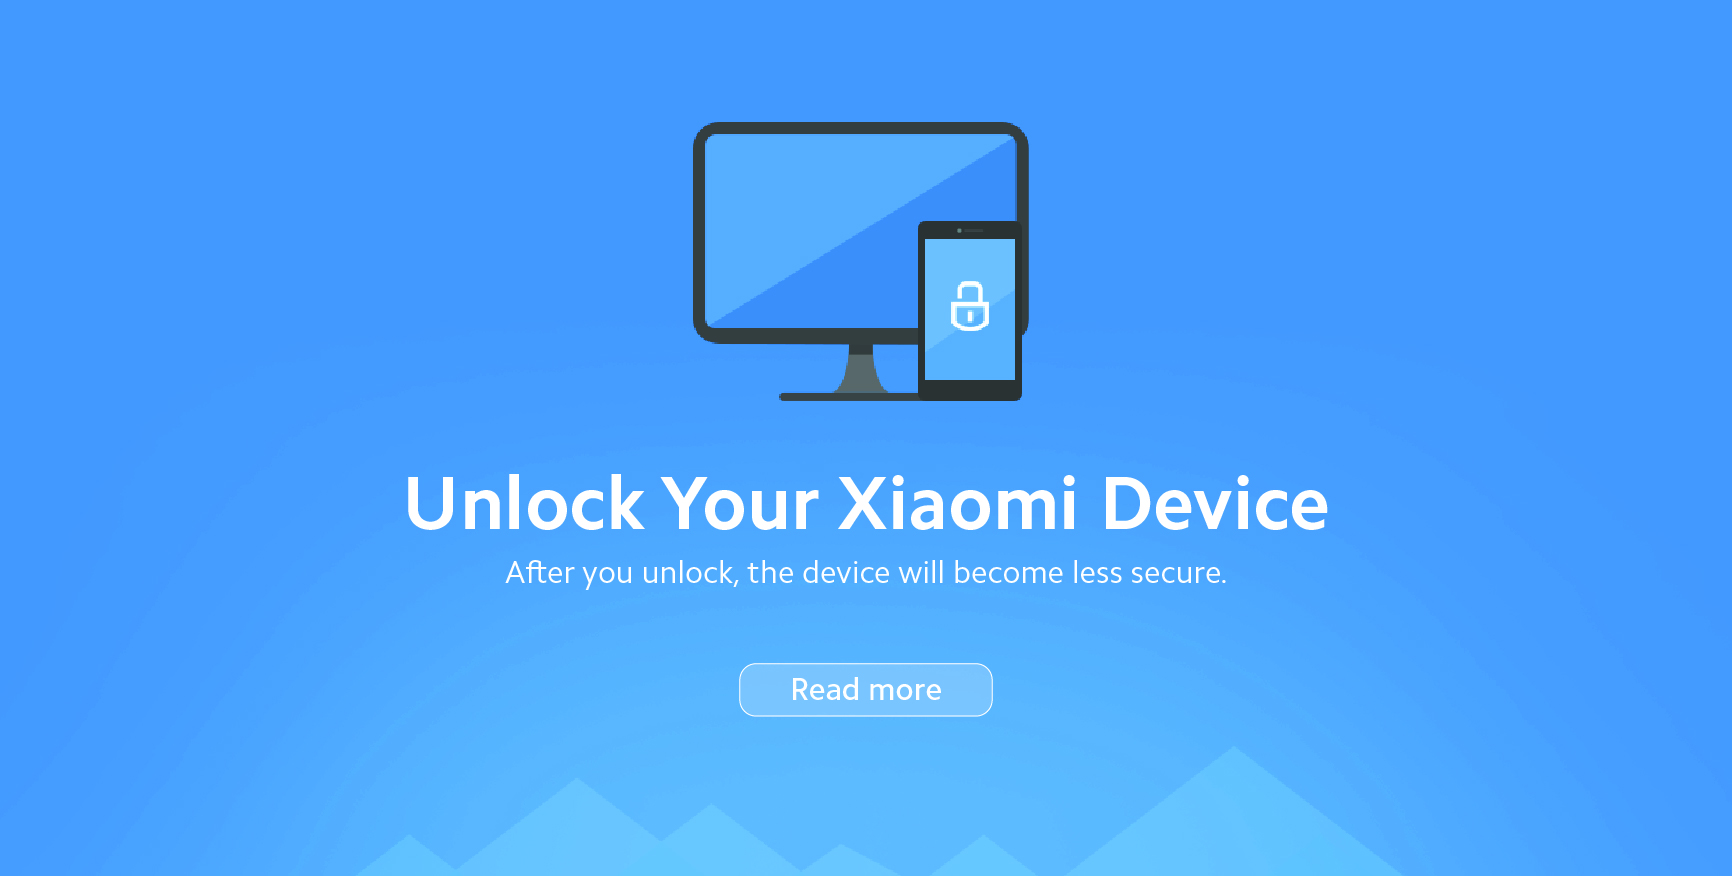 Unlock Your Xiaomi Device
After you unlock, the device will become less secure.
Read more